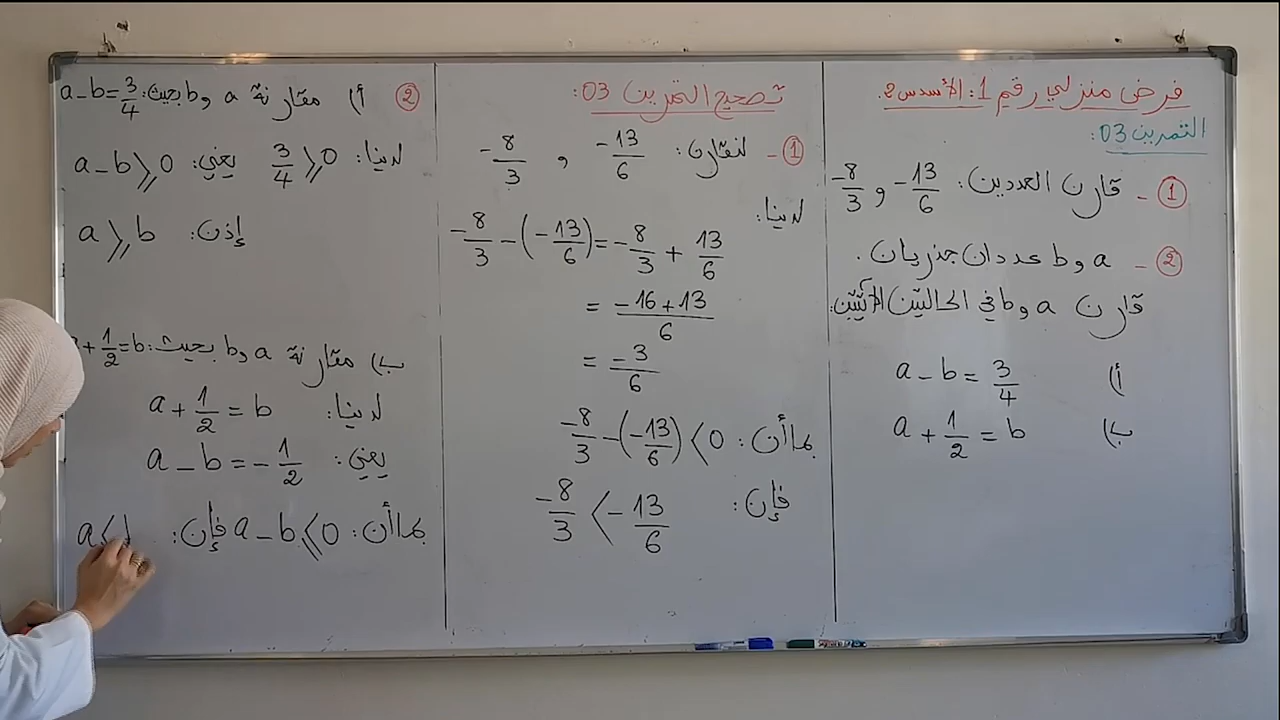 فرض منزلي رقم 1: الأسدس 2.
التمرين 03:
① - قارن العددين: -13/6 و -8/3
② - a و b عددان جذريان.
قارن a و b في الحالتين الآتيتين:
أ) a - b = 3/4
ب) a + 1/2 = b
تصحيح التمرين 03:
① - لنقارن: -13/6 , -8/3
لدينا:
-8/3 - (-13/6) = -8/3 + 13/6
= -16+13/6
= -3/6
بما أن: -8/3 - (-13/6) < 0
فإن: -8/3 < -13/6
② أ) مقارنة a و b بحيث: a - b = 3/4
لدينا: 3/4 ⩾ 0 يعني: a - b ⩾ 0
إذن: a ⩾ b
ب) مقارنة a و b بحيث: + 1/2 = b
لدينا: a + 1/2 = b
يعني: a - b = -1/2
بما أن: a - b ⩽ 0 فإن: a <